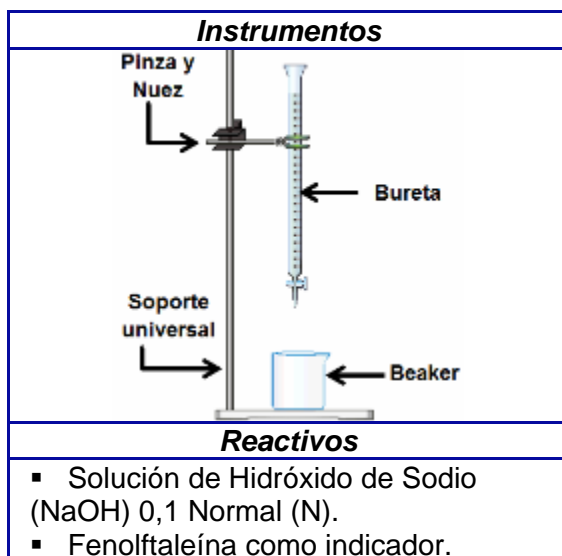 Instrumentos
Pinza y
Nuez
Bureta
Soporte
universal
Beaker
Reactivos
▪ Solución de Hidróxido de Sodio
(NaOH) 0,1 Normal (N).
▪ Fenolftaleína como indicador.